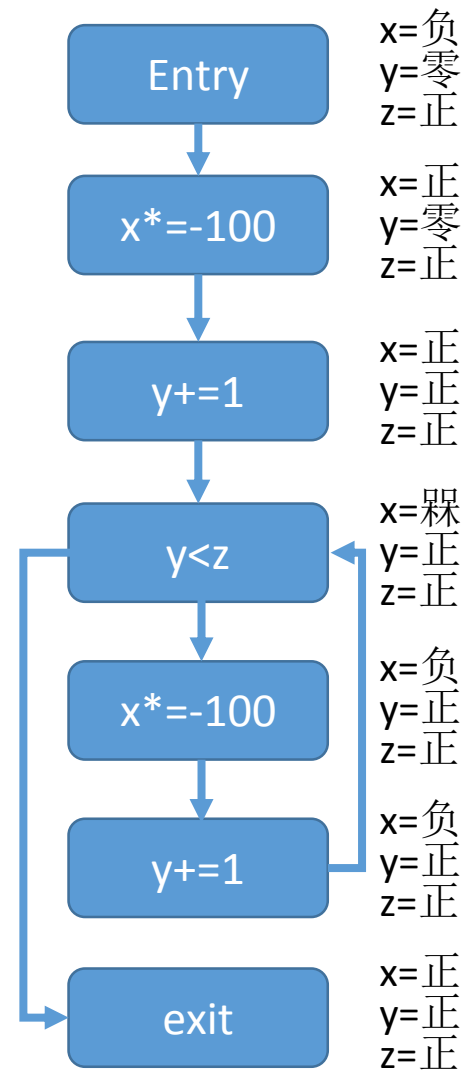 Entry
x=负
y=零
z=正
x*=-100
x=正
y=零
z=正
y+=1
x=正
y=正
z=正
y<z
x=槑
y=正
z=正
x*=-100
x=负
y=正
z=正
y+=1
x=负
y=正
z=正
exit
x=正
y=正
z=正